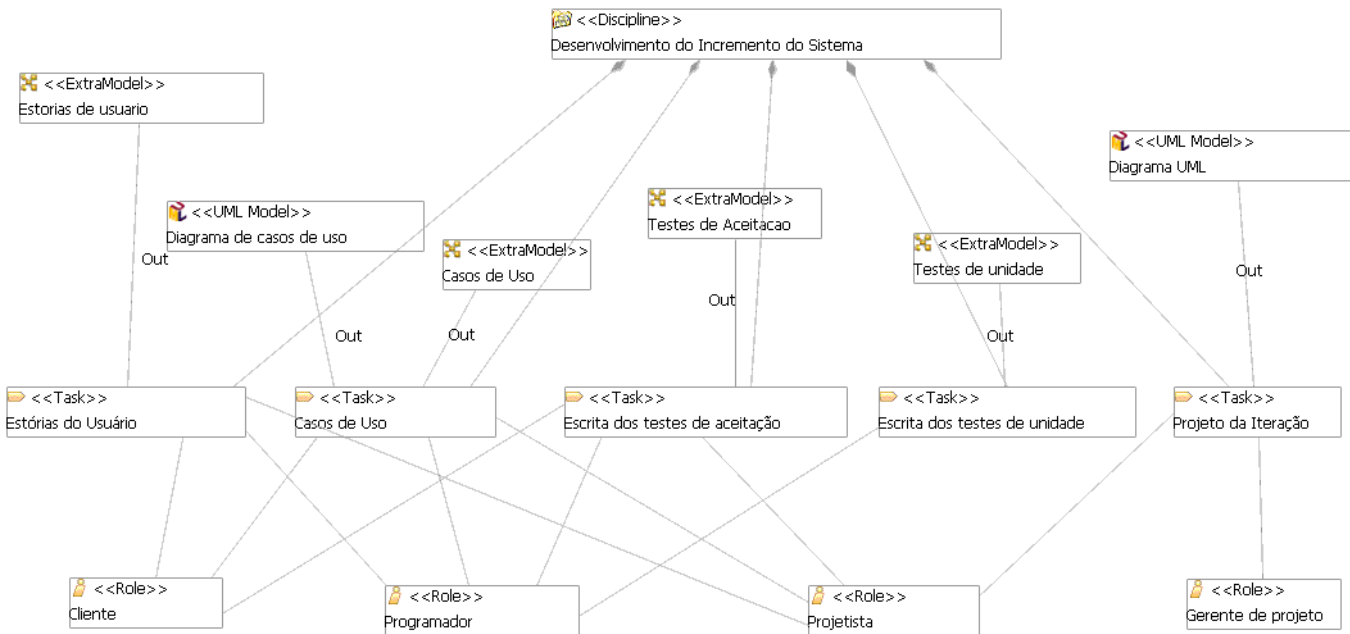 <<Discipline>>
Desenvolvimento do Incremento do Sistema
<<ExtraModel>>
Estorias de usuario
<<UML Model>>
Diagrama UML
<<ExtraModel>>
Testes de Aceitacao
<<UML Model>>
Diagrama de casos de uso
<<ExtraModel>>
Casos de Uso
<<ExtraModel>>
Testes de unidade
Out
Out
Out
Out
Out
Out
<<Task>>
Estórias do Usuário
<<Task>>
Casos de Uso
<<Task>>
Escrita dos testes de aceitação
<<Task>>
Escrita dos testes de unidade
<<Task>>
Projeto da Iteração
<<Role>>
Cliente
<<Role>>
Programador
<<Role>>
Projetista
<<Role>>
Gerente de projeto